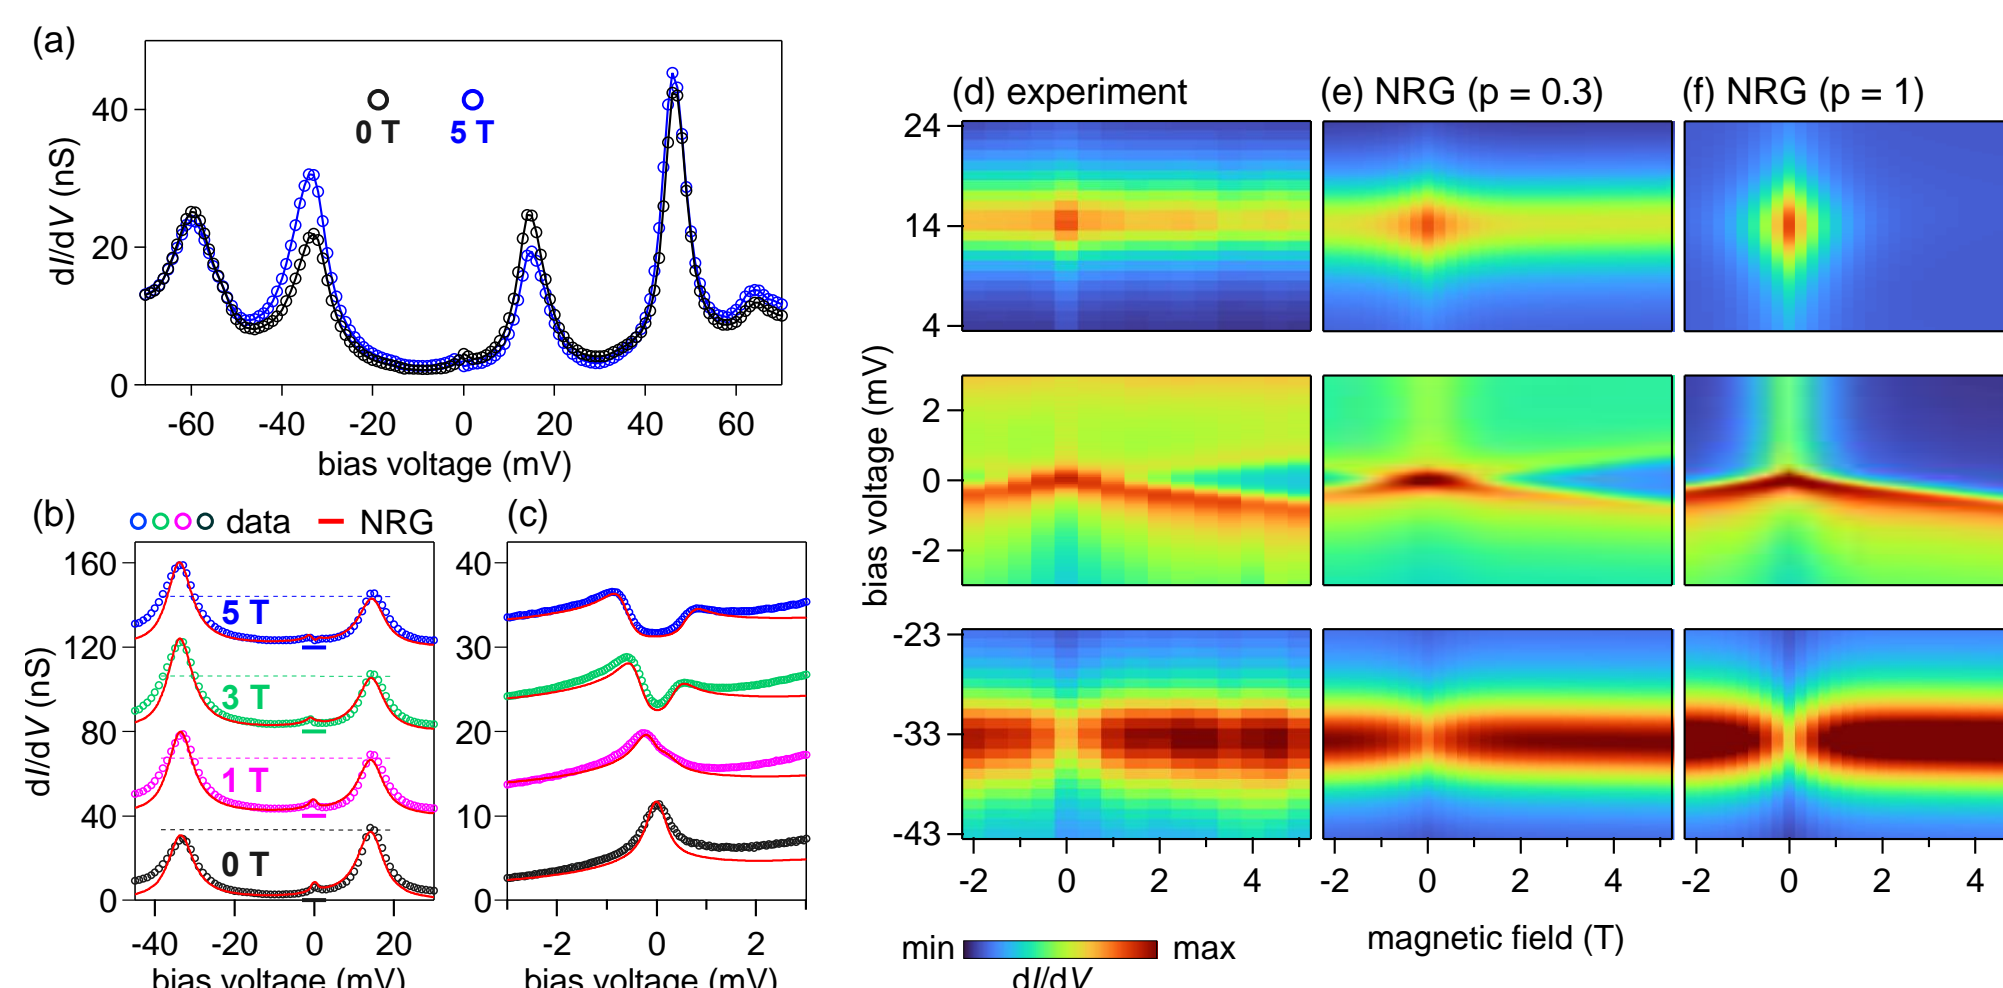 (a)
0 T 5 T
40
20
0
dI/dV (nS)
-60 -40 -20 0 20 40 60
bias voltage (mV)
(b) data NRG
160
120
80
40
0
dI/dV (nS)
5 T
3 T
1 T
0 T
-40 -20 0 20
bias voltage (mV)
(c)
40
30
20
10
0
-2 0 2
bias voltage (mV)
(d) experiment (e) NRG (p = 0.3) (f) NRG (p = 1)
24
14
4
2
0
-2
-23
-33
-43
bias voltage (mV)
-2 0 2 4 -2 0 2 4 -2 0 2 4
magnetic field (T)
min max
dI/dV